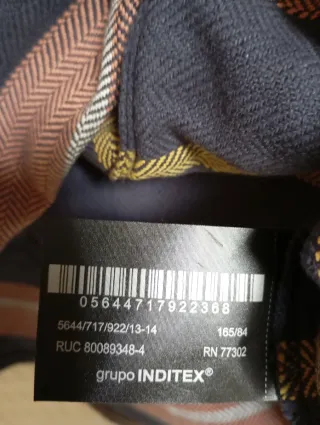 05644717922368
5644/717/922/13-14 165/84
RUC 80089348-4 RN 77302
grupo INDITEX®